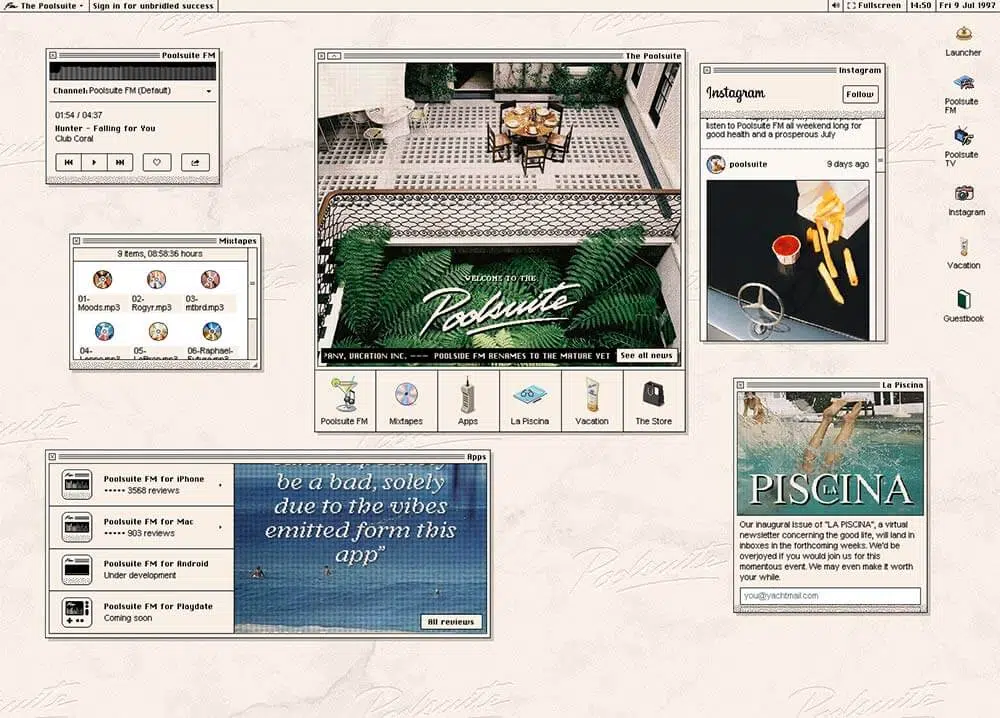 The Poolsuite
Sign in for unbridled success
Fullscreen
14:50
Fri 9 Jul 1997
Poolsuite FM
Channel: Poolsuite FM (Default)
01:54 / 04:37
Hunter - Falling for You
Club Coral
Mixtapes
9 items, 08:58:36 hours
01-
Moods.mp3
02-
Rogyr.mp3
03-
mtbrd.mp3
04-
05-
06-Raphael-
The Poolsuite
WELCOME TO THE
Poolsuite
ANY, VACATION INC. ——— POOLSIDE FM RENAMES TO THE MATURE YET
See all news
Poolsuite FM
Mixtapes
Apps
La Piscina
Vacation
The Store
Instagram
Instagram
Follow
listen to Poolsuite FM all weekend long for
good health and a prosperous July
poolsuite
9 days ago
Launcher
Poolsuite
FM
Poolsuite
TV
Instagram
Vacation
Guestbook
Apps
Poolsuite FM for iPhone
••••• 3568 reviews
Poolsuite FM for Mac
••••• 903 reviews
Poolsuite FM for Android
Under development
Poolsuite FM for Playdate
Coming soon
be a bad, solely
due to the vibes
emitted form this
app”
All reviews
La Piscina
LA
PISCINA
Our inaugural issue of "LA PISCINA", a virtual
newsletter concerning the good life, will land in
inboxes in the forthcoming weeks. We'd be
overjoyed if you would join us for this
momentous event. We may even make it worth
your while.
you@yachtmail.com